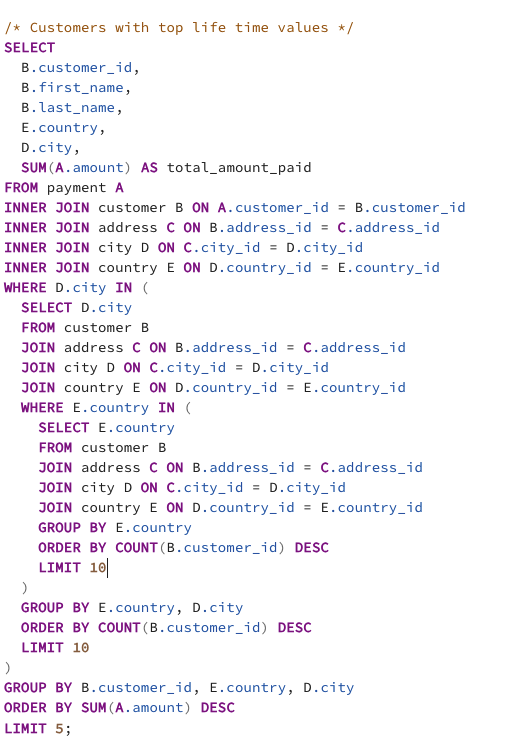 /* Customers with top life time values */
SELECT
  B.customer_id,
  B.first_name,
  B.last_name,
  E.country,
  D.city,
  SUM(A.amount) AS total_amount_paid
FROM payment A
INNER JOIN customer B ON A.customer_id = B.customer_id
INNER JOIN address C ON B.address_id = C.address_id
INNER JOIN city D ON C.city_id = D.city_id
INNER JOIN country E ON D.country_id = E.country_id
WHERE D.city IN (
  SELECT D.city
  FROM customer B
  JOIN address C ON B.address_id = C.address_id
  JOIN city D ON C.city_id = D.city_id
  JOIN country E ON D.country_id = E.country_id
  WHERE E.country IN (
    SELECT E.country
    FROM customer B
    JOIN address C ON B.address_id = C.address_id
    JOIN city D ON C.city_id = D.city_id
    JOIN country E ON D.country_id = E.country_id
    GROUP BY E.country
    ORDER BY COUNT(B.customer_id) DESC
    LIMIT 10
  )
  GROUP BY E.country, D.city
  ORDER BY COUNT(B.customer_id) DESC
  LIMIT 10
)
GROUP BY B.customer_id, E.country, D.city
ORDER BY SUM(A.amount) DESC
LIMIT 5;